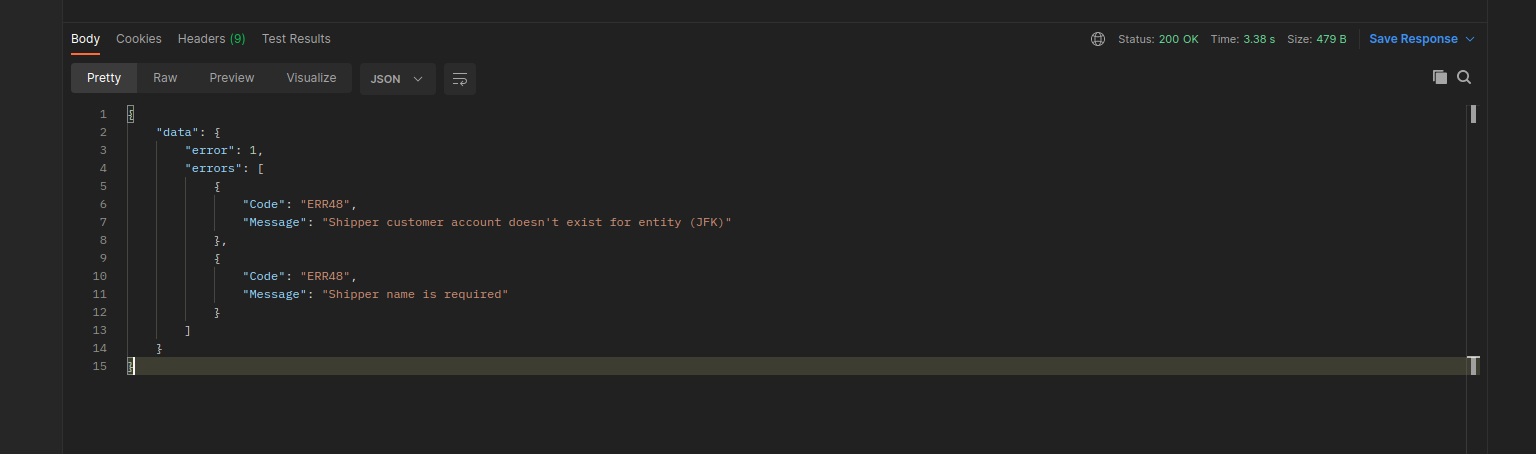 Body Cookies Headers (9) Test Results Status: 200 OK Time: 3.38 s Size: 479 B Save Response
Pretty Raw Preview Visualize JSON
1 {
2 "data": {
3 "error": 1,
4 "errors": [
5 {
6 "Code": "ERR48",
7 "Message": "Shipper customer account doesn't exist for entity (JFK)"
8 },
9 {
10 "Code": "ERR48",
11 "Message": "Shipper name is required"
12 }
13 ]
14 }
15 }